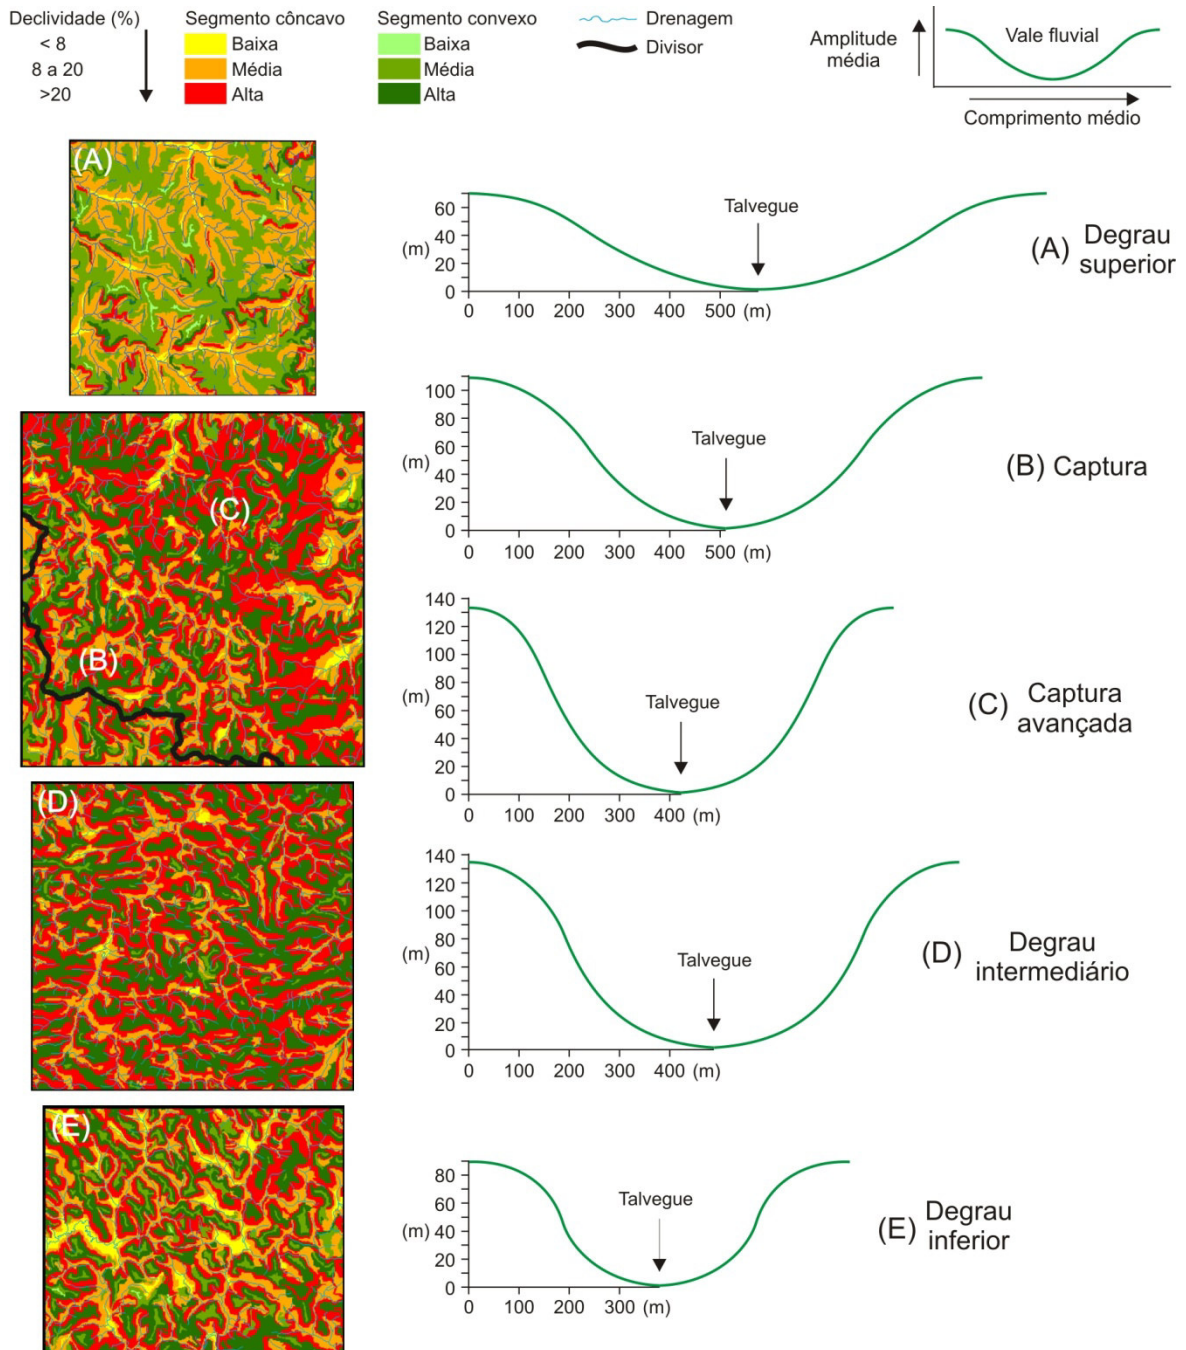 Declividade (%)
< 8
8 a 20
>20
Segmento côncavo
Baixa
Média
Alta
Segmento convexo
Baixa
Média
Alta
Drenagem
Divisor
Amplitude
média
Vale fluvial
Comprimento médio
(A)
60
40
20
0
(m)
Talvegue
0 100 200 300 400 500 (m)
(A) Degrau
superior
(B)
(C)
100
80
60
40
20
0
(m)
Talvegue
0 100 200 300 400 500 (m)
(B) Captura
140
120
100
80
60
40
20
0
(m)
Talvegue
0 100 200 300 400 (m)
(C) Captura
avançada
(D)
140
120
100
80
60
40
20
0
(m)
Talvegue
0 100 200 300 400 (m)
(D) Degrau
intermediárío
(E)
80
60
40
20
0
(m)
Talvegue
0 100 200 300 (m)
(E) Degrau
inferior